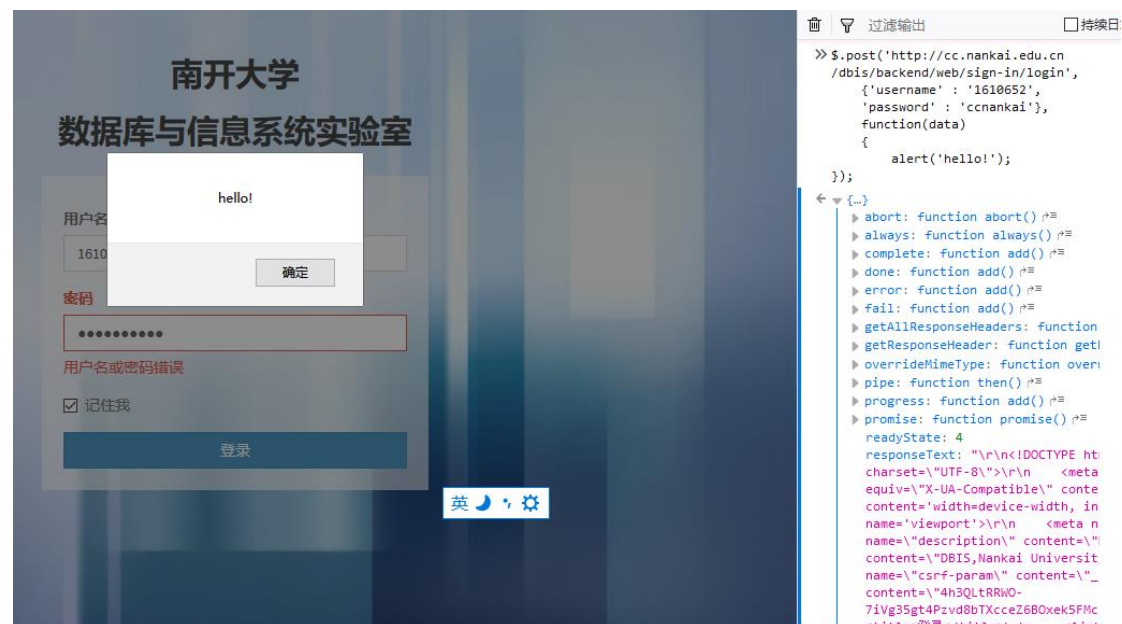 南开大学
数据库与信息系统实验室
hello!
确定
用户名
1610
密码
用户名或密码错误
记住我
登录
英
过滤输出
持续日
$.post('http://cc.nankai.edu.cn
/dbis/backend/web/sign-in/login',
{'username' : '1610652',
'password' : 'ccnankai'},
function(data)
{
alert('hello!');
});
{…}
abort: function abort()
always: function always()
complete: function add()
done: function add()
error: function add()
fail: function add()
getAllResponseHeaders: function
getResponseHeader: function get
overrideMimeType: function over
pipe: function then()
progress: function add()
promise: function promise()
readyState: 4
responseText: "\r\n<!DOCTYPE ht
charset=\"UTF-8\">\r\n <meta
equiv=\"X-UA-Compatible\" conte
content='width=device-width, in
name='viewport'>\r\n <meta n
name=\"description\" content=\"
content=\"DBIS,Nankai Universit
name=\"csrf-param\" content=\"_
content=\"4h3QLtRRWO-
7iVg35gt4Pzvd8bTXcceZ6BOxek5FMc